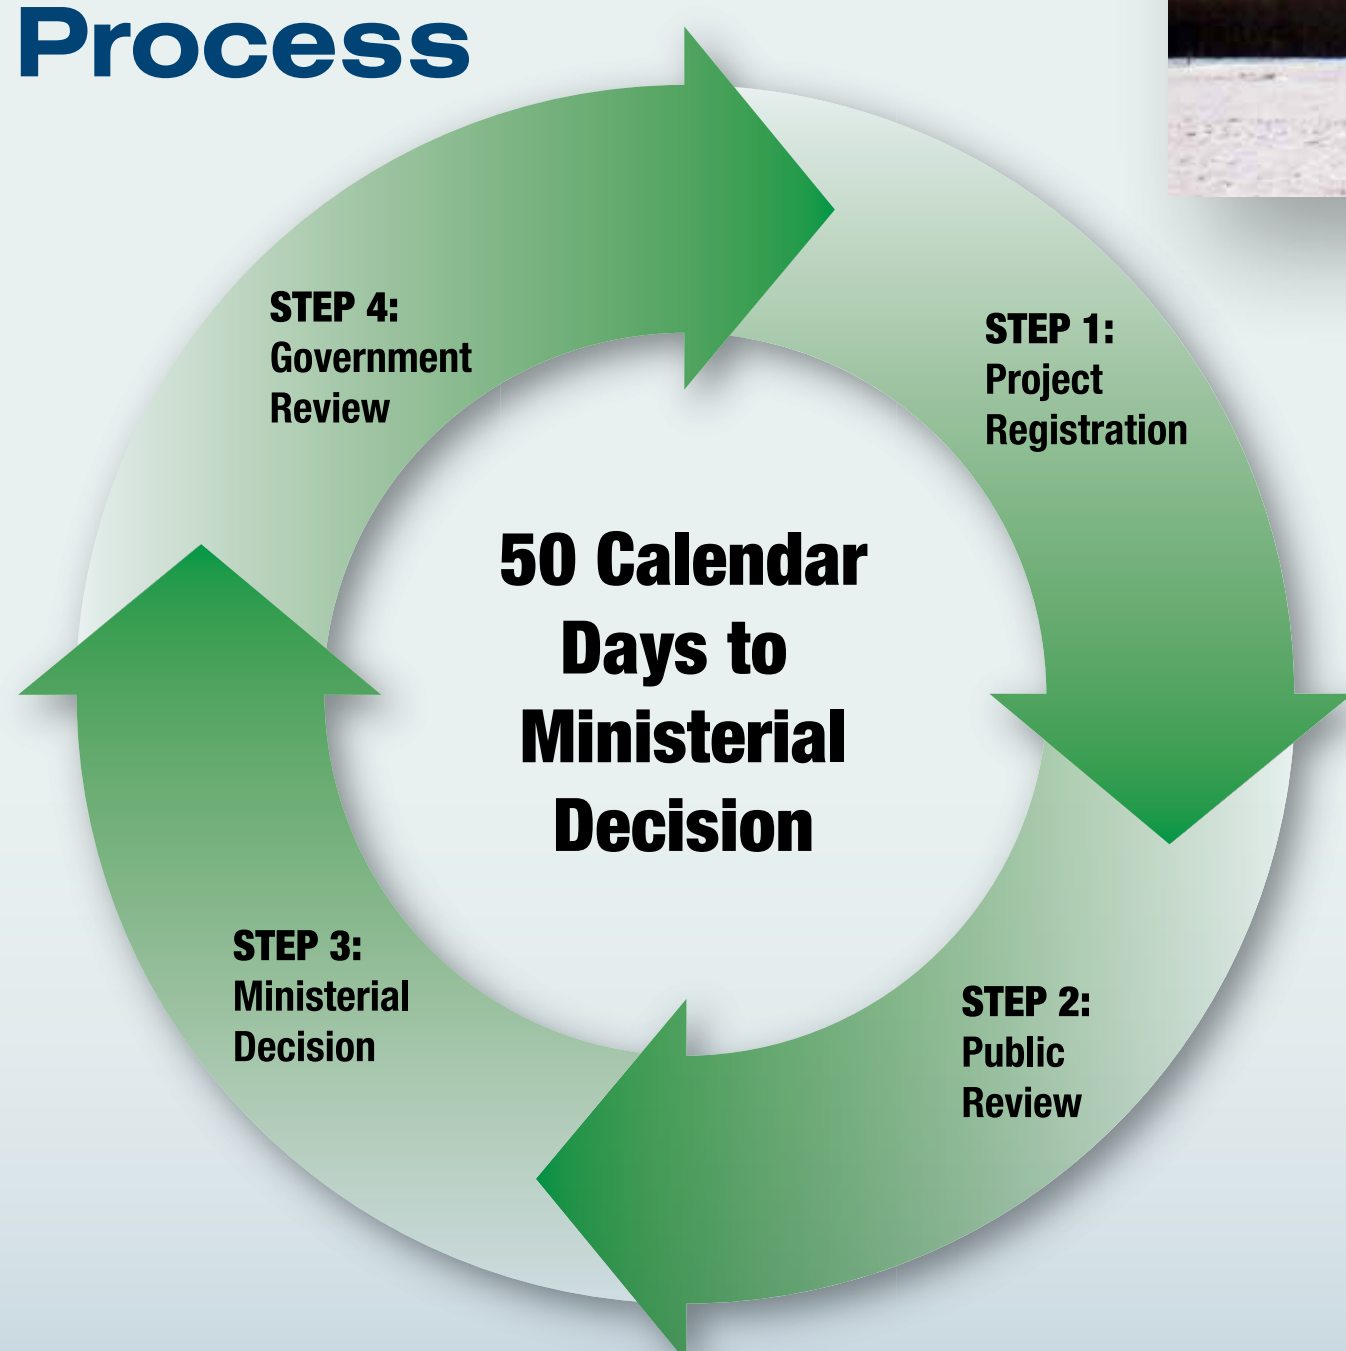 Process
STEP 1:
Project
Registration
STEP 2:
Public
Review
STEP 3:
Ministerial
Decision
STEP 4:
Government
Review
50 Calendar
Days to
Ministerial
Decision